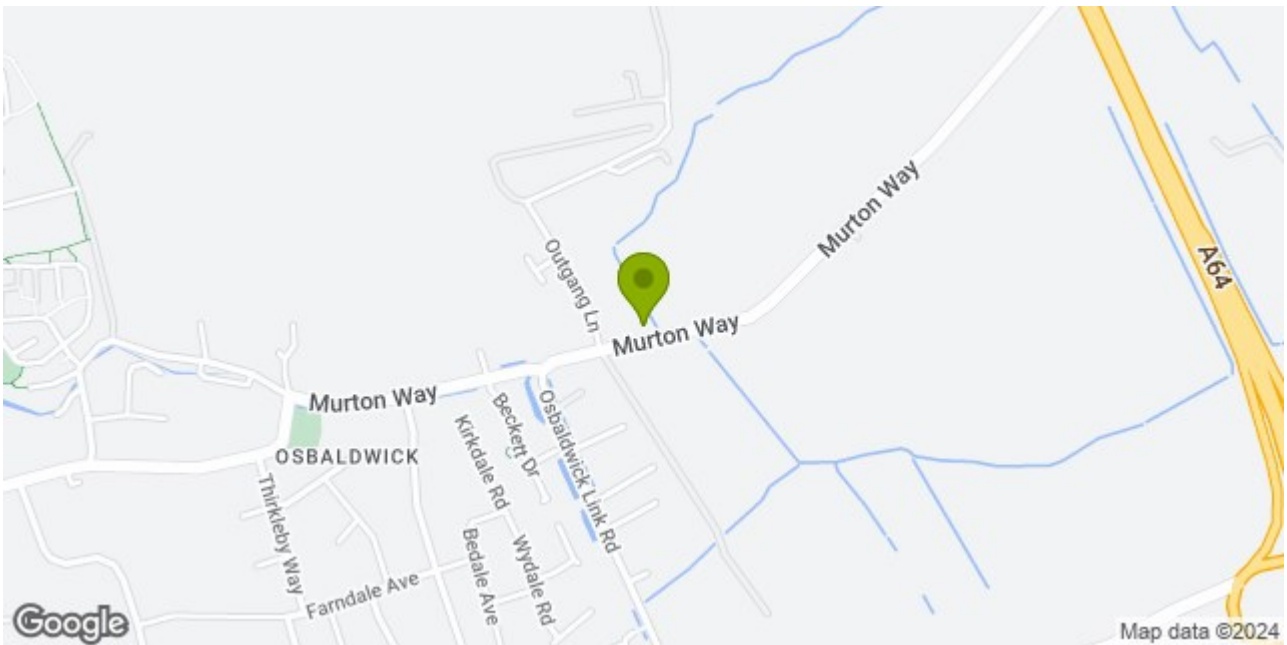 Murton Way
A64
Outgang Ln
Murton Way
Murton Way
OSBALDWICK
Beckett Dr
Kirkdale Rd
Osbaldwick Link Rd
Thirkleby Way
Bedale Ave
Wydale Rd
Farndale Ave
Google
Map data ©2024